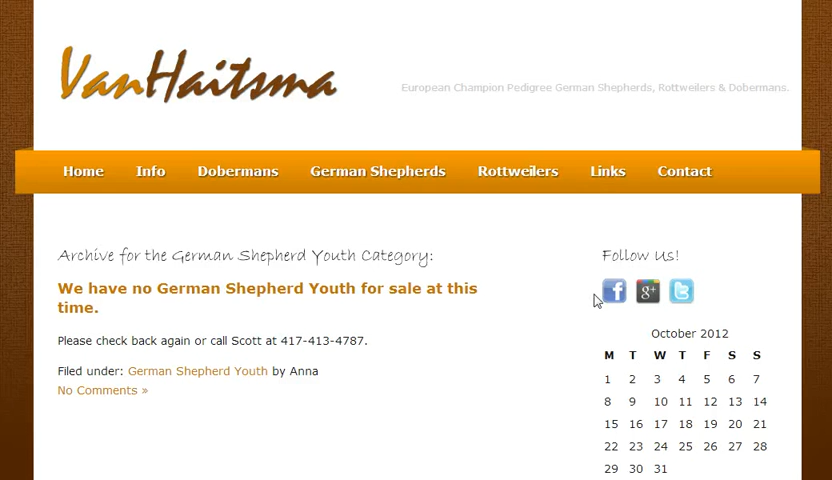 VanHaitsma
European Champion Pedigree German Shepherds, Rottweilers & Dobermans.
Home Info Dobermans German Shepherds Rottweilers Links Contact
Archive for the German Shepherd Youth Category:
We have no German Shepherd Youth for sale at this
time.
Please check back again or call Scott at 417-413-4787.
Filed under: German Shepherd Youth by Anna
No Comments »
Follow Us!
f g+ t
October 2012
M T W T F S S
1 2 3 4 5 6 7
8 9 10 11 12 13 14
15 16 17 18 19 20 21
22 23 24 25 26 27 28
29 30 31